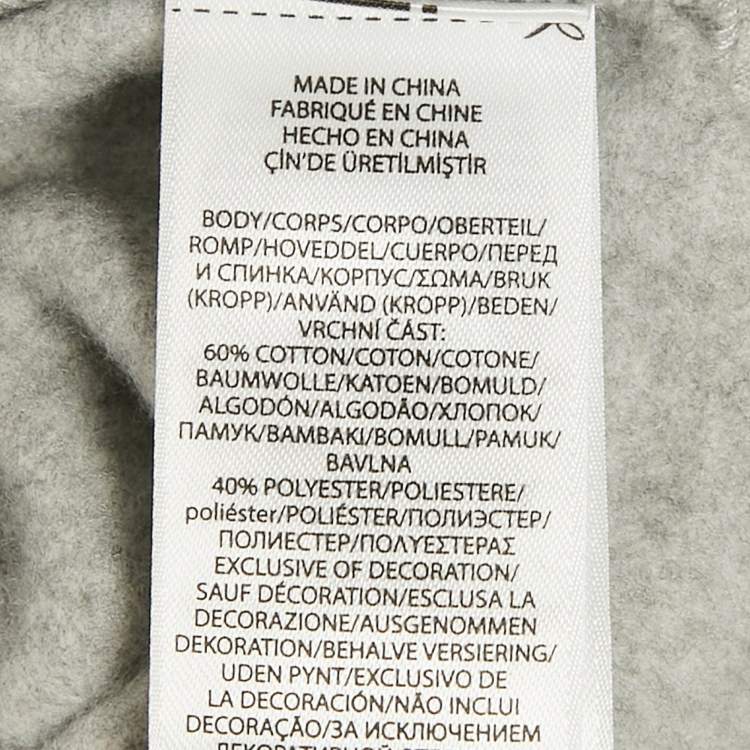 MADE IN CHINA
FABRIQUÉ EN CHINE
HECHO EN CHINA
ÇİN'DE ÜRETİLMİŞTİR
BODY/CORPS/CORPO/OBERTEIL/
ROMP/HOVEDDEL/CUERPO/ПЕРЕД
И СПИНКА/КОРПУС/ΣΩΜΑ/BRUK
(KROPP)/ANVÄND (KROPP)/BEDEN/
VRCHNÍ ČÁST:
60% COTTON/COTON/COTONE/
BAUMWOLLE/KATOEN/BOMULD/
ALGODÓN/ALGODÃO/ХЛОПОК/
ПАМУК/ΒΑΜΒΑΚΙ/BOMULL/PAMUK/
BAVLNA
40% POLYESTER/POLIESTERE/
poliéster/POLIÉSTER/ПОЛИЭСТЕР/
ПОЛИЕСТЕР/ΠΟΛΥΕΣΤΕΡΑΣ
EXCLUSIVE OF DECORATION/
SAUF DÉCORATION/ESCLUSA LA
DECORAZIONE/AUSGENOMMEN
DEKORATION/BEHALVE VERSIERING/
UDEN PYNT/EXCLUSIVO DE
LA DECORACIÓN/NÃO INCLUI
DECORAÇÃO/ЗА ИСКЛЮЧЕНИЕМ